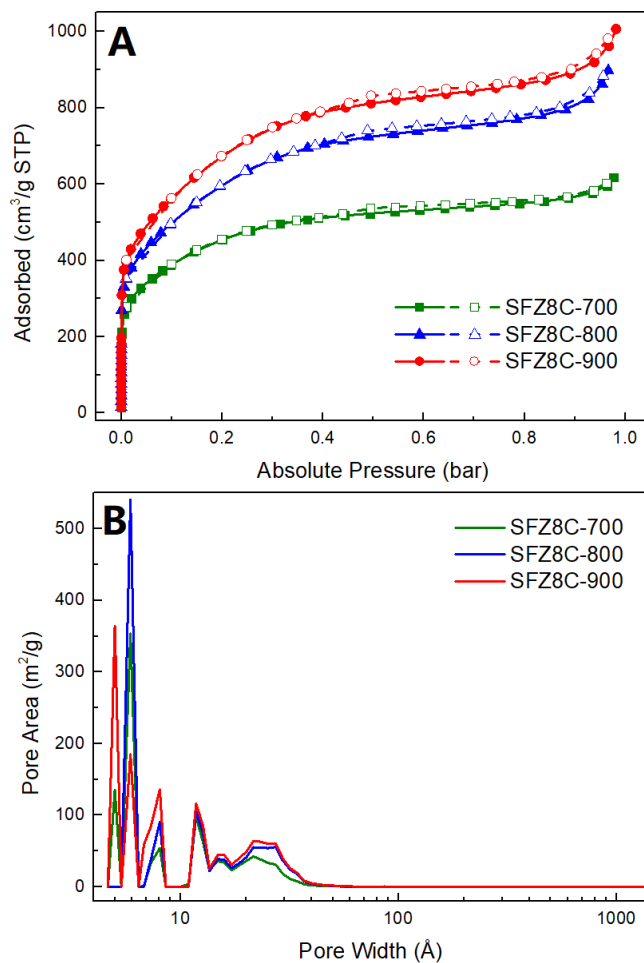 A
1000
800
600
400
200
0
Adsorbed (cm³/g STP)
SFZ8C-700
SFZ8C-800
SFZ8C-900
0.0 0.2 0.4 0.6 0.8 1.0
Absolute Pressure (bar)
B
500
400
300
200
100
0
Pore Area (m²/g)
SFZ8C-700
SFZ8C-800
SFZ8C-900
10 100 1000
Pore Width (Å)